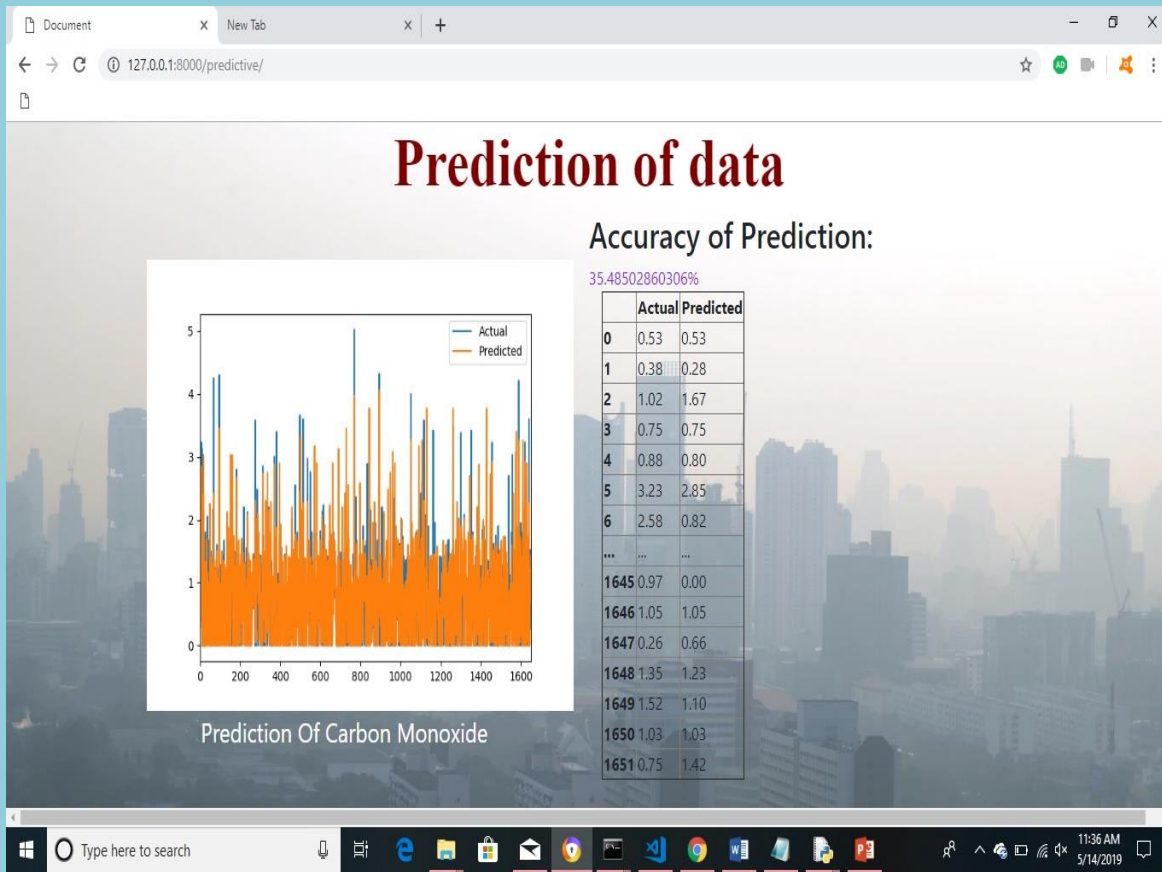 Document
New Tab
127.0.0.1:8000/predictive/
AD
Prediction of data
Accuracy of Prediction:
35.48502860306%
Actual Predicted
0 0.53 0.53
1 0.38 0.28
2 1.02 1.67
3 0.75 0.75
4 0.88 0.80
5 3.23 2.85
6 2.58 0.82
... ... ...
1645 0.97 0.00
1646 1.05 1.05
1647 0.26 0.66
1648 1.35 1.23
1649 1.52 1.10
1650 1.03 1.03
1651 0.75 1.42
Actual
Predicted
5
4
3
2
1
0
0 200 400 600 800 1000 1200 1400 1600
Prediction Of Carbon Monoxide
Type here to search
11:36 AM
5/14/2019